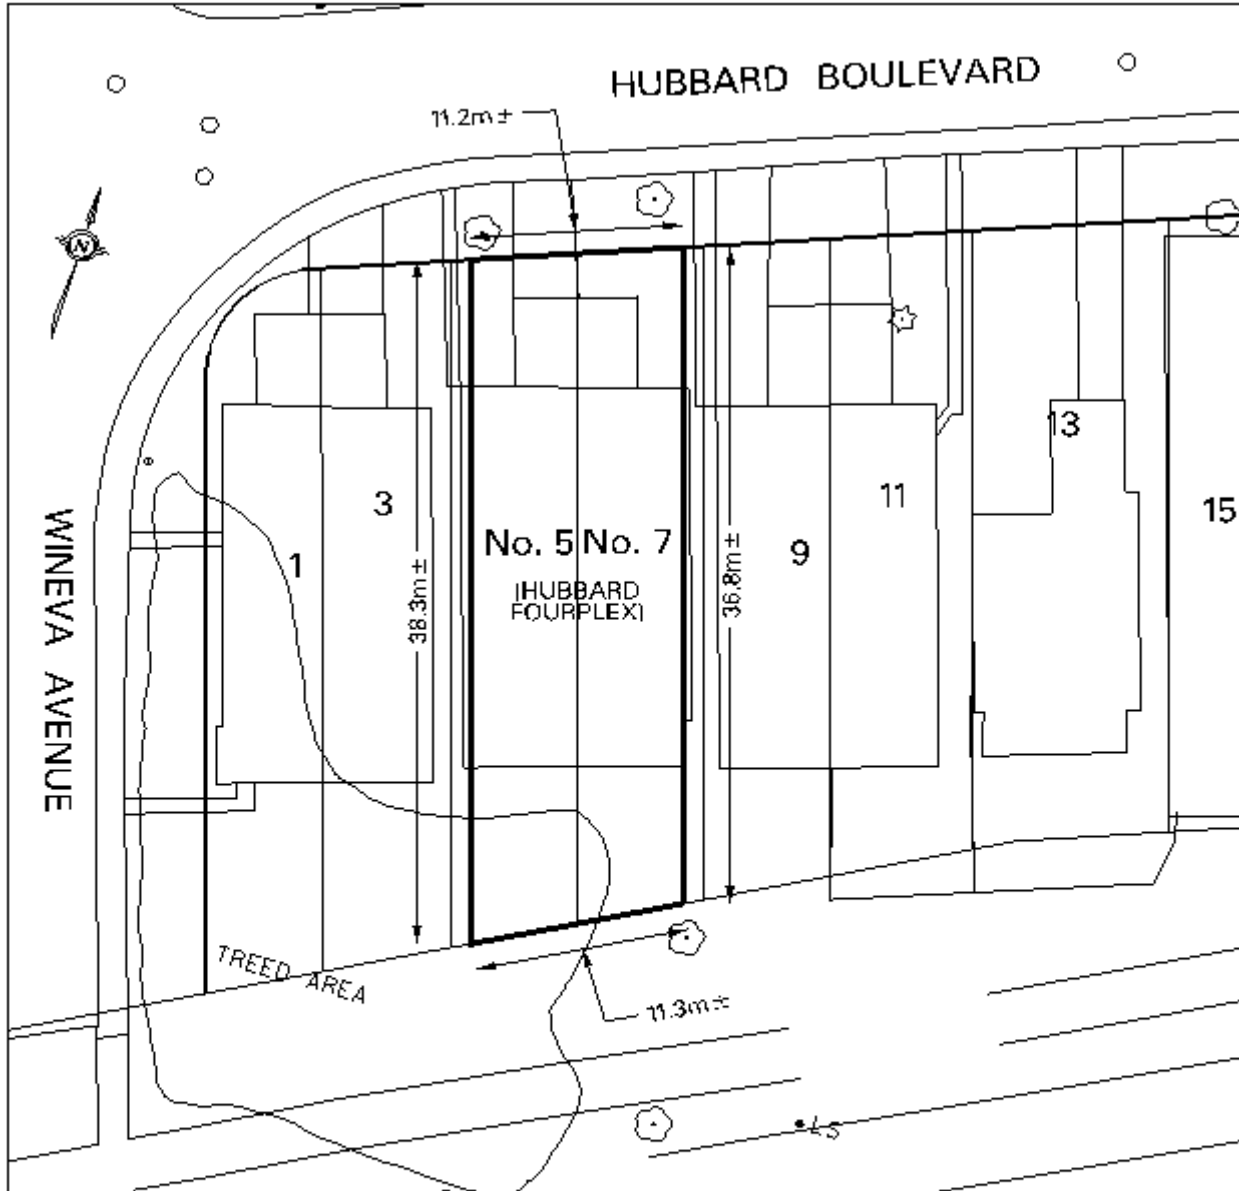 HUBBARD BOULEVARD
11.2m ±
N
13
3
11
15
No. 5 No. 7
1
9
(HUBBARD
FOURPLEX)
38.3m ±
36.8m ±
WINEVA AVENUE
TREED AREA
11.3m ±
LS